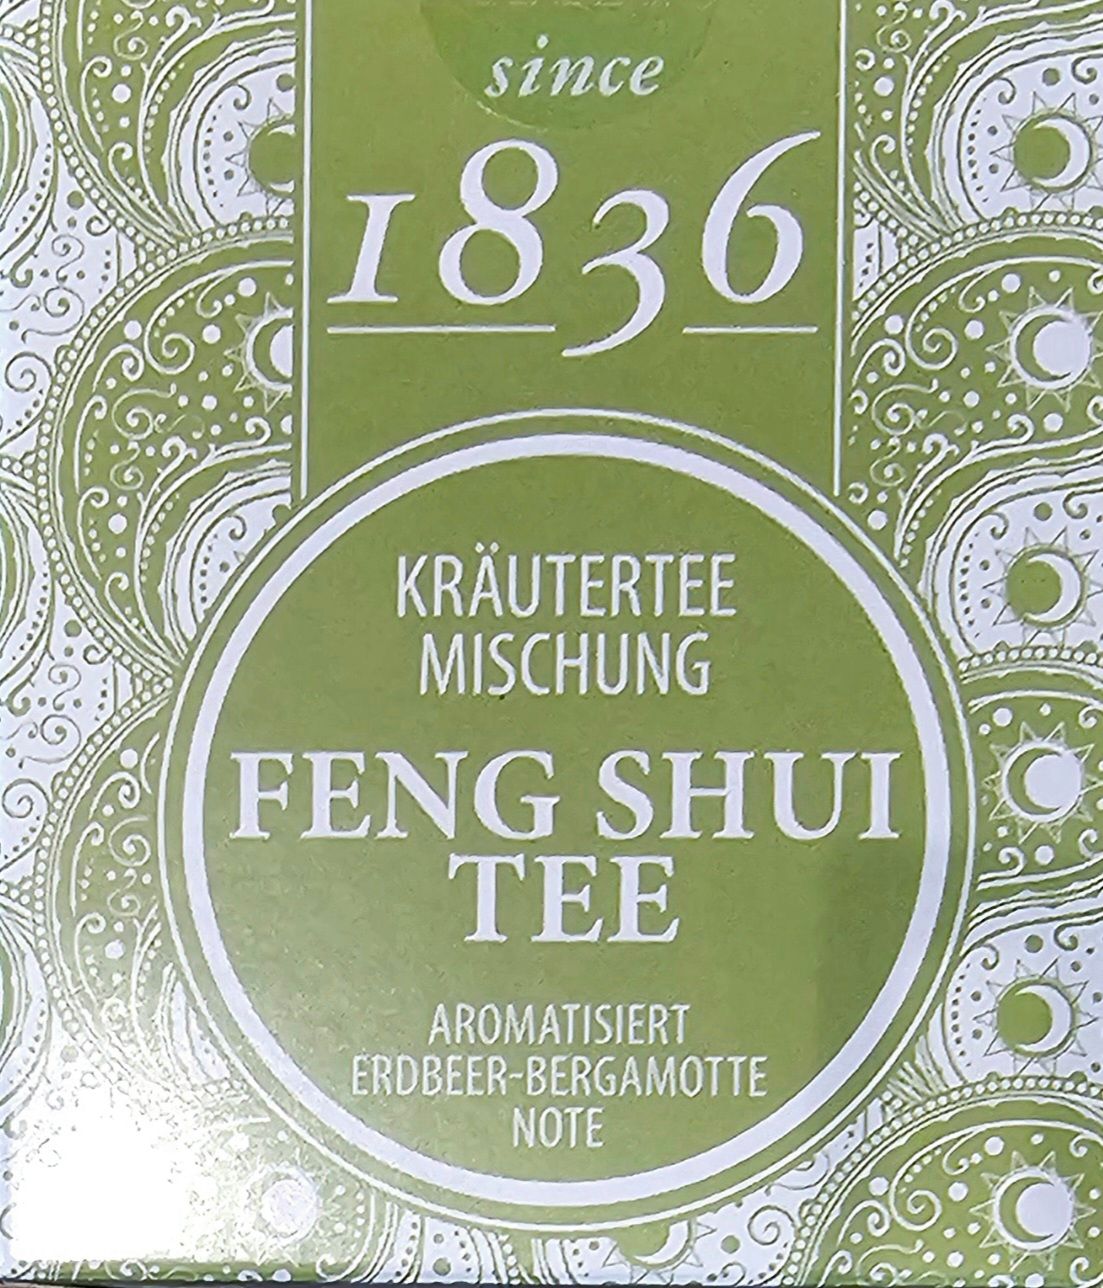 since
1836
KRÄUTERTEE
MISCHUNG
FENG SHUI
TEE
AROMATISIERT
ERDBEER-BERGAMOTTE
NOTE